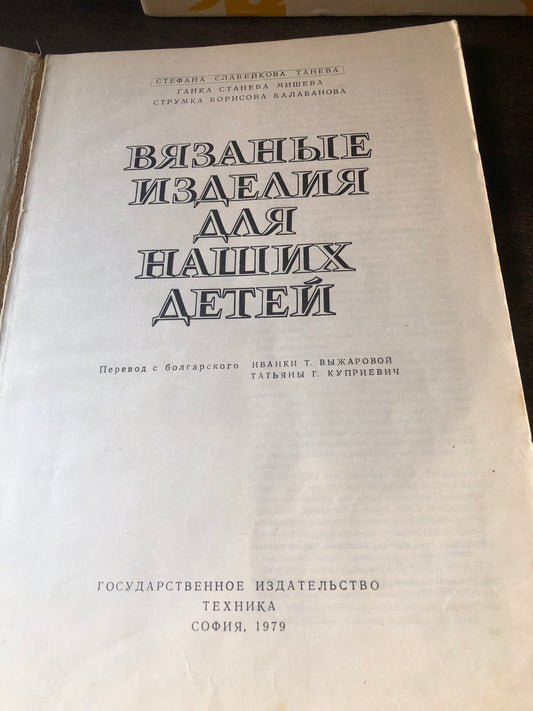 СТЕФАНА СЛАВЕЙКОВА ТАНЕВА
ГАНКА СТАНЕВА МИШЕВА
СТРУМКА БОРИСОВА БАЛАБАНОВА
ВЯЗАНЫЕ
ИЗДЕЛИЯ
ДЛЯ
НАШИХ
ДЕТЕЙ
Перевод с болгарского ИВАНКИ Т. ВЫЖАРОВОЙ
ТАТЬЯНЫ Г. КУПРИЕВИЧ
ГОСУДАРСТВЕННОЕ ИЗДАТЕЛЬСТВО
ТЕХНИКА
СОФИЯ, 1979